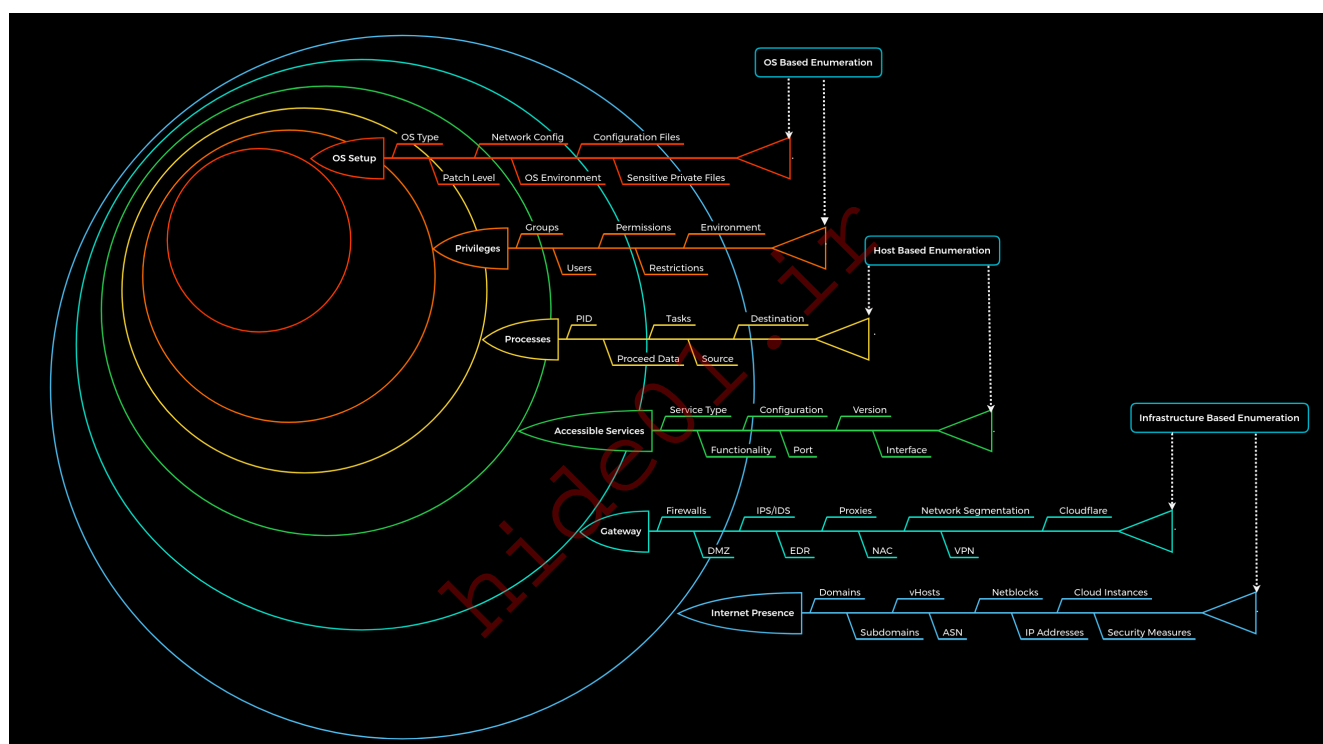 OS Based Enumeration
OS Type
Network Config
Configuration Files
OS Setup
Patch Level
OS Environment
Sensitive Private Files
Groups
Permissions
Environment
Privileges
Users
Restrictions
Host Based Enumeration
PID
Tasks
Destination
Processes
Proceed Data
Source
Service Type
Configuration
Version
Accessible Services
Functionality
Port
Interface
Infrastructure Based Enumeration
Firewalls
IPS/IDS
Proxies
Network Segmentation
Cloudflare
Gateway
DMZ
EDR
NAC
VPN
Domains
vHosts
Netblocks
Cloud Instances
Internet Presence
Subdomains
ASN
IP Addresses
Security Measures
hide01.ir